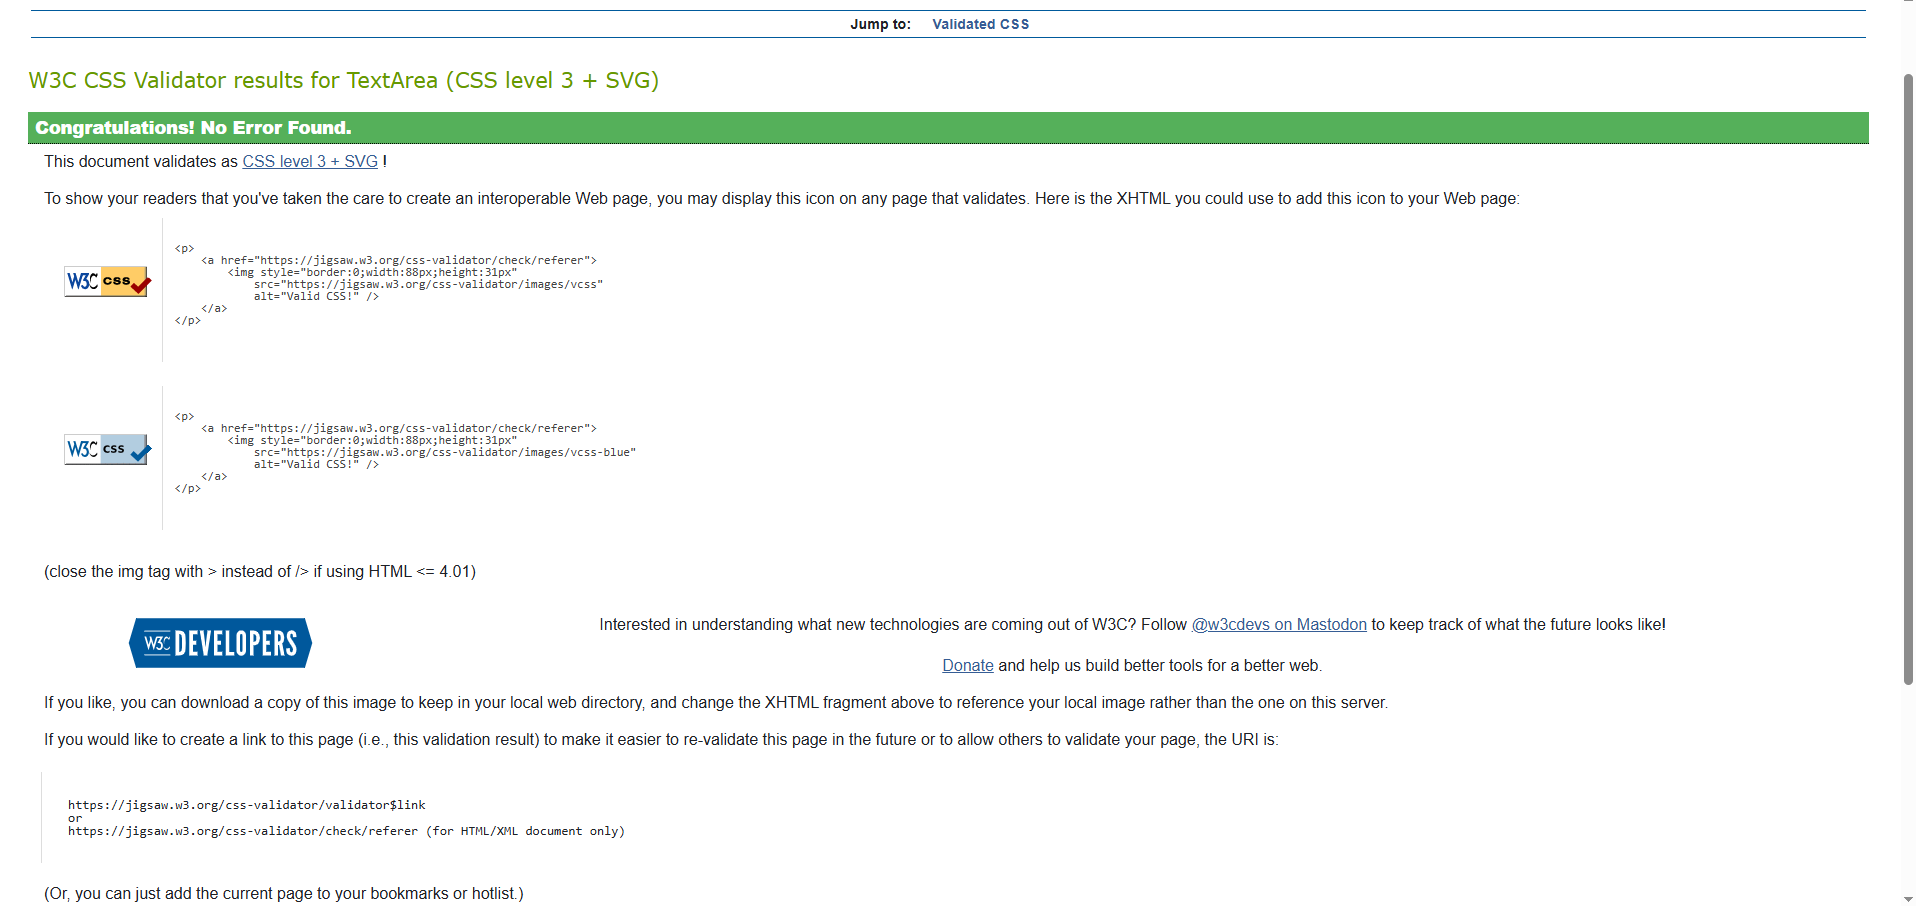 Jump to: Validated CSS
W3C CSS Validator results for TextArea (CSS level 3 + SVG)
Congratulations! No Error Found.
This document validates as CSS level 3 + SVG !
To show your readers that you've taken the care to create an interoperable Web page, you may display this icon on any page that validates. Here is the XHTML you could use to add this icon to your Web page:
W3C css
<p>
    <a href="https://jigsaw.w3.org/css-validator/check/referer">
        <img style="border:0;width:88px;height:31px"
            src="https://jigsaw.w3.org/css-validator/images/vcss"
            alt="Valid CSS!" />
    </a>
</p>
W3C css
<p>
    <a href="https://jigsaw.w3.org/css-validator/check/referer">
        <img style="border:0;width:88px;height:31px"
            src="https://jigsaw.w3.org/css-validator/images/vcss-blue"
            alt="Valid CSS!" />
    </a>
</p>
(close the img tag with > instead of /> if using HTML <= 4.01)
W3C DEVELOPERS
Interested in understanding what new technologies are coming out of W3C? Follow @w3cdevs on Mastodon to keep track of what the future looks like!
Donate and help us build better tools for a better web.
If you like, you can download a copy of this image to keep in your local web directory, and change the XHTML fragment above to reference your local image rather than the one on this server.
If you would like to create a link to this page (i.e., this validation result) to make it easier to re-validate this page in the future or to allow others to validate your page, the URI is:
https://jigsaw.w3.org/css-validator/validator$link
or
https://jigsaw.w3.org/css-validator/check/referer (for HTML/XML document only)
(Or, you can just add the current page to your bookmarks or hotlist.)